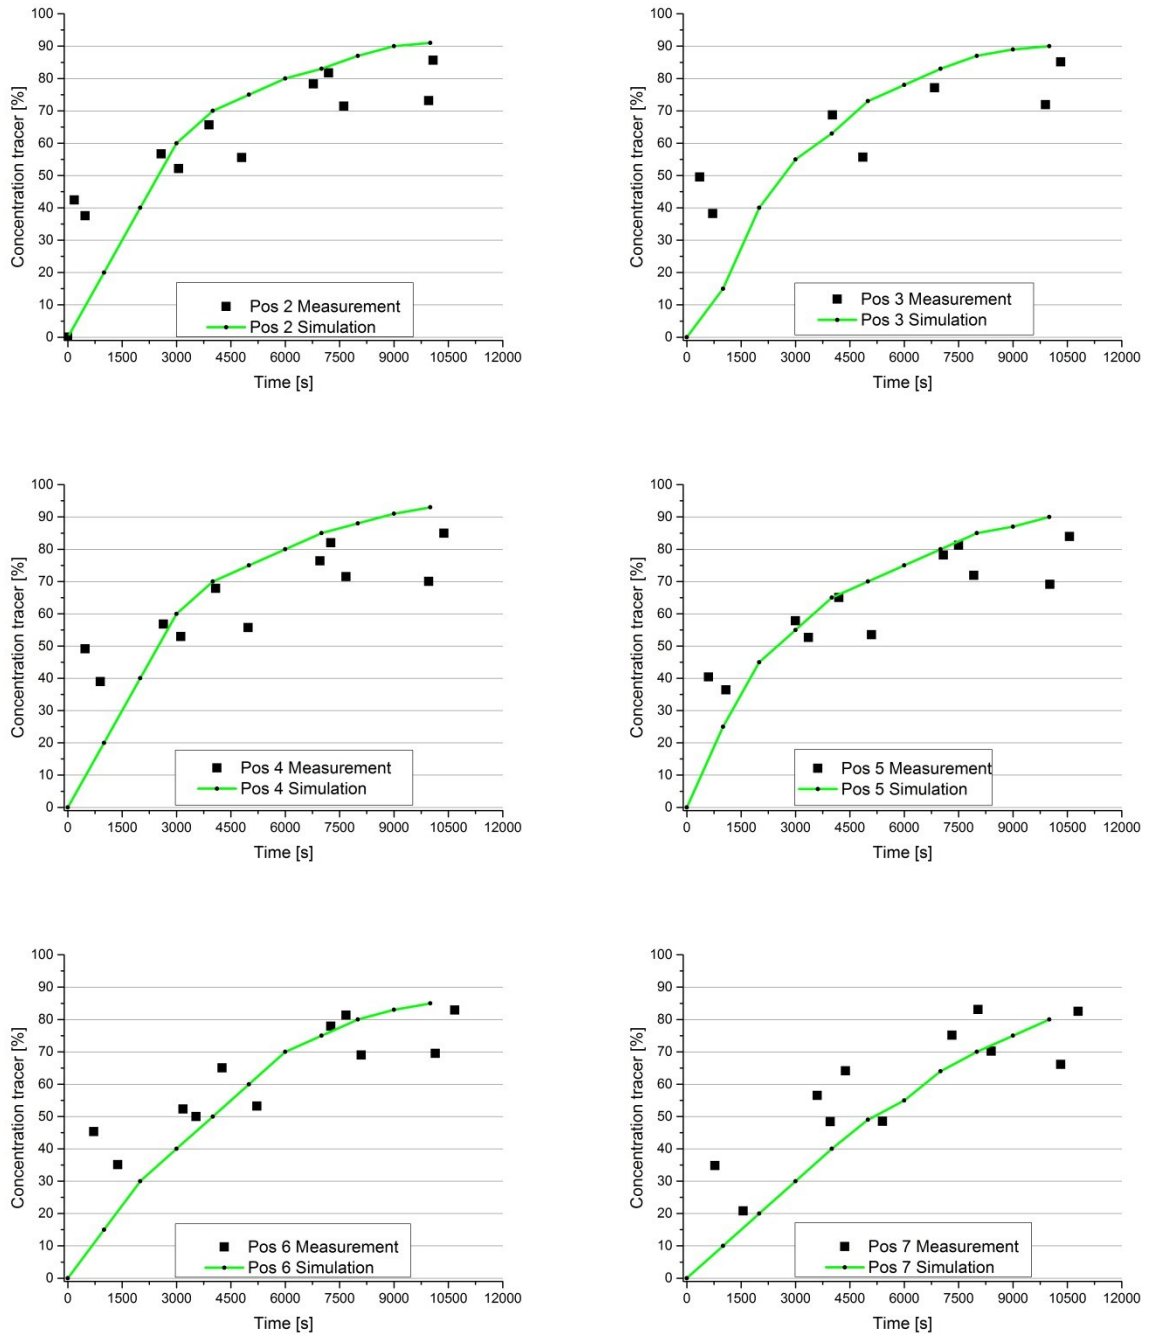 100
90
80
70
60
50
40
30
20
10
0
Concentration tracer [%]
Pos 2 Measurement
Pos 2 Simulation
0 1500 3000 4500 6000 7500 9000 10500 12000
Time [s]
100
90
80
70
60
50
40
30
20
10
0
Concentration tracer [%]
Pos 3 Measurement
Pos 3 Simulation
0 1500 3000 4500 6000 7500 9000 10500 12000
Time [s]
100
90
80
70
60
50
40
30
20
10
0
Concentration tracer [%]
Pos 4 Measurement
Pos 4 Simulation
0 1500 3000 4500 6000 7500 9000 10500 12000
Time [s]
100
90
80
70
60
50
40
30
20
10
0
Concentration tracer [%]
Pos 5 Measurement
Pos 5 Simulation
0 1500 3000 4500 6000 7500 9000 10500 12000
Time [s]
100
90
80
70
60
50
40
30
20
10
0
Concentration tracer [%]
Pos 6 Measurement
Pos 6 Simulation
0 1500 3000 4500 6000 7500 9000 10500 12000
Time [s]
100
90
80
70
60
50
40
30
20
10
0
Concentration tracer [%]
Pos 7 Measurement
Pos 7 Simulation
0 1500 3000 4500 6000 7500 9000 10500 12000
Time [s]